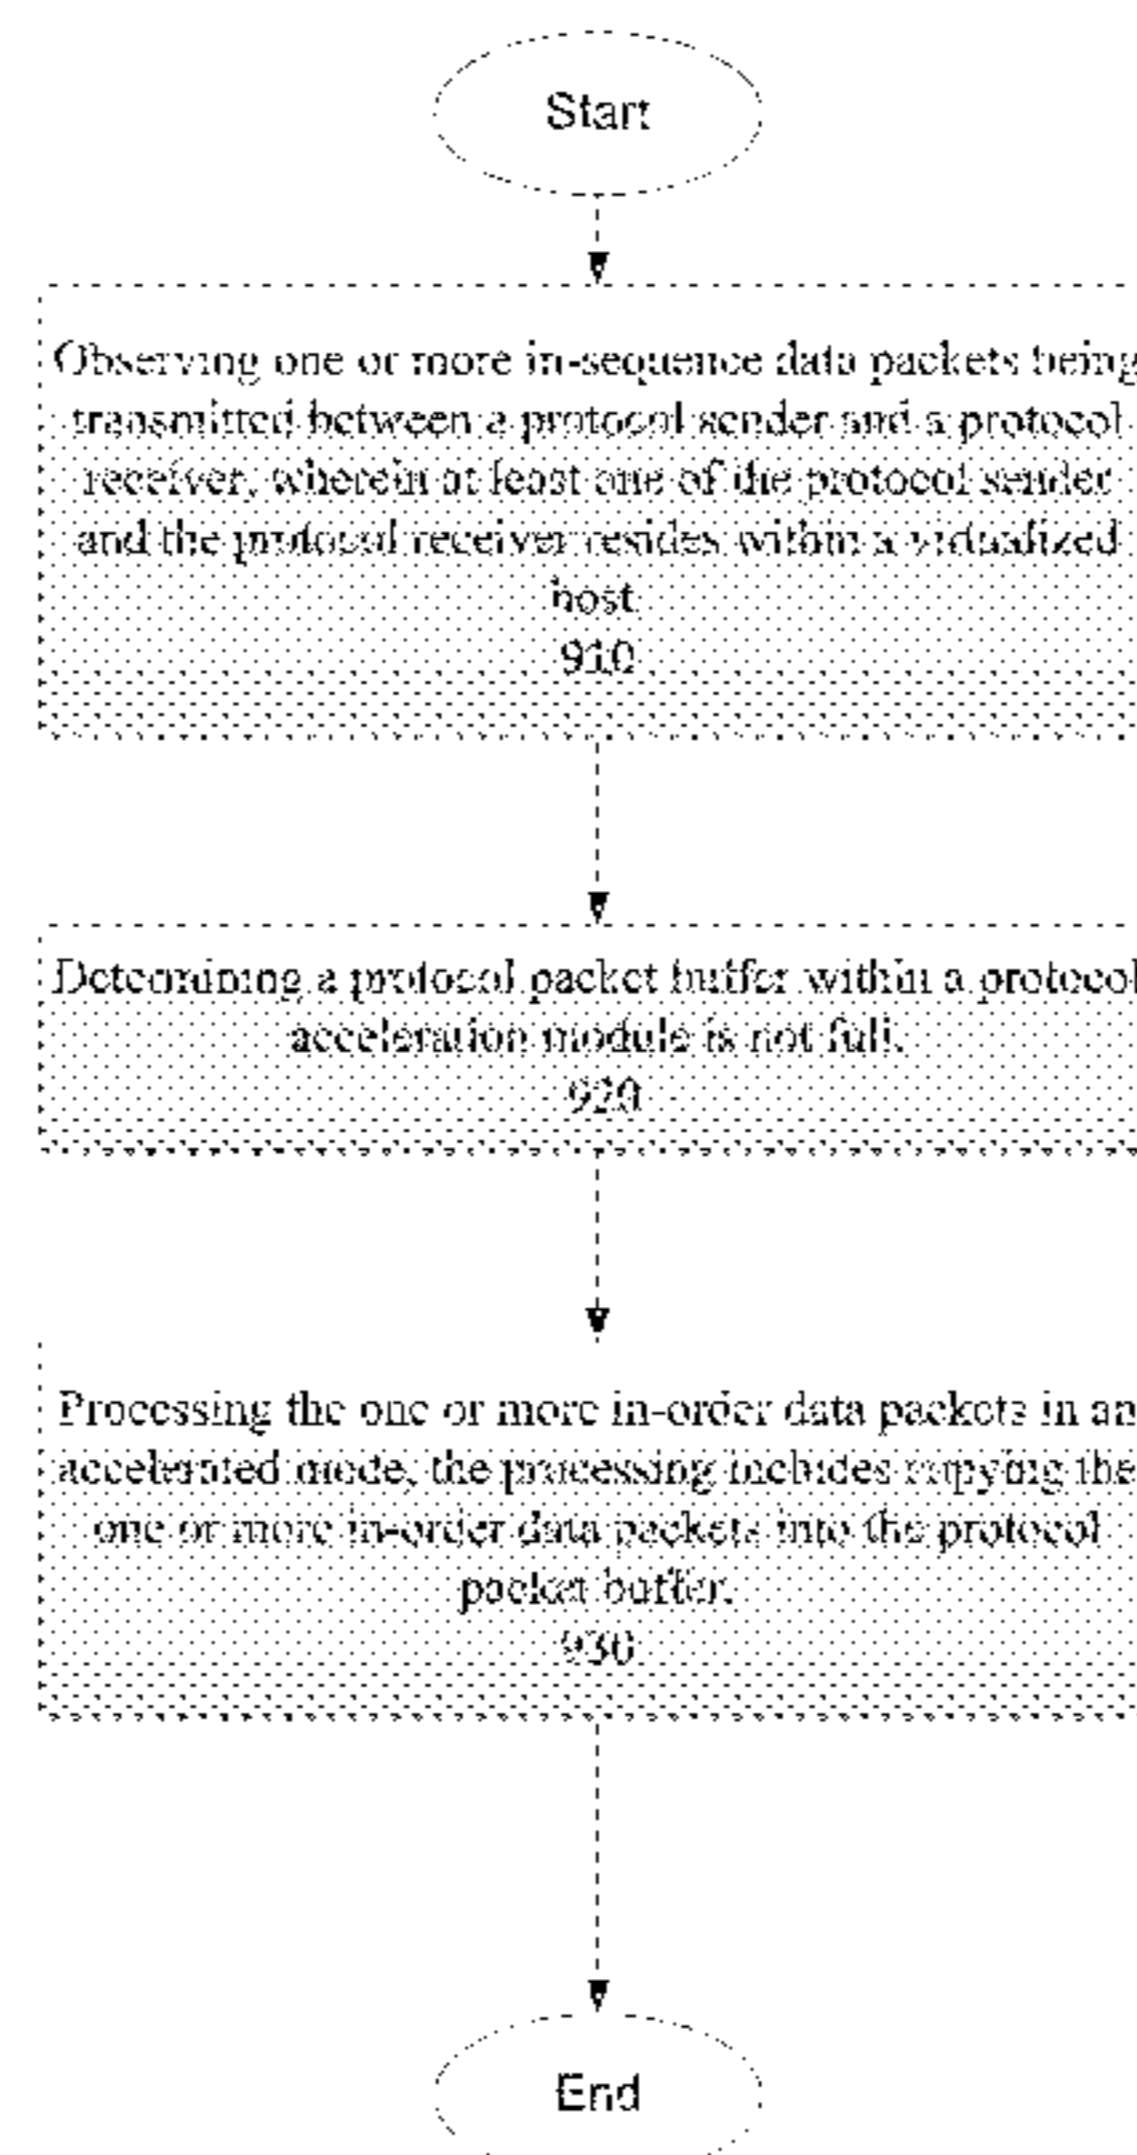 Start
Observing one or more in-sequence data packets being
transmitted between a protocol sender and a protocol
receiver, wherein at least one of the protocol sender
and the protocol receiver resides within a virtualized
host
910
Determining a protocol packet buffer within a protocol
acceleration module is not full.
920
Processing the one or more in-order data packets in an
accelerated mode, the processing includes copying the
one or more in-order data packets into the protocol
packet buffer.
930
End